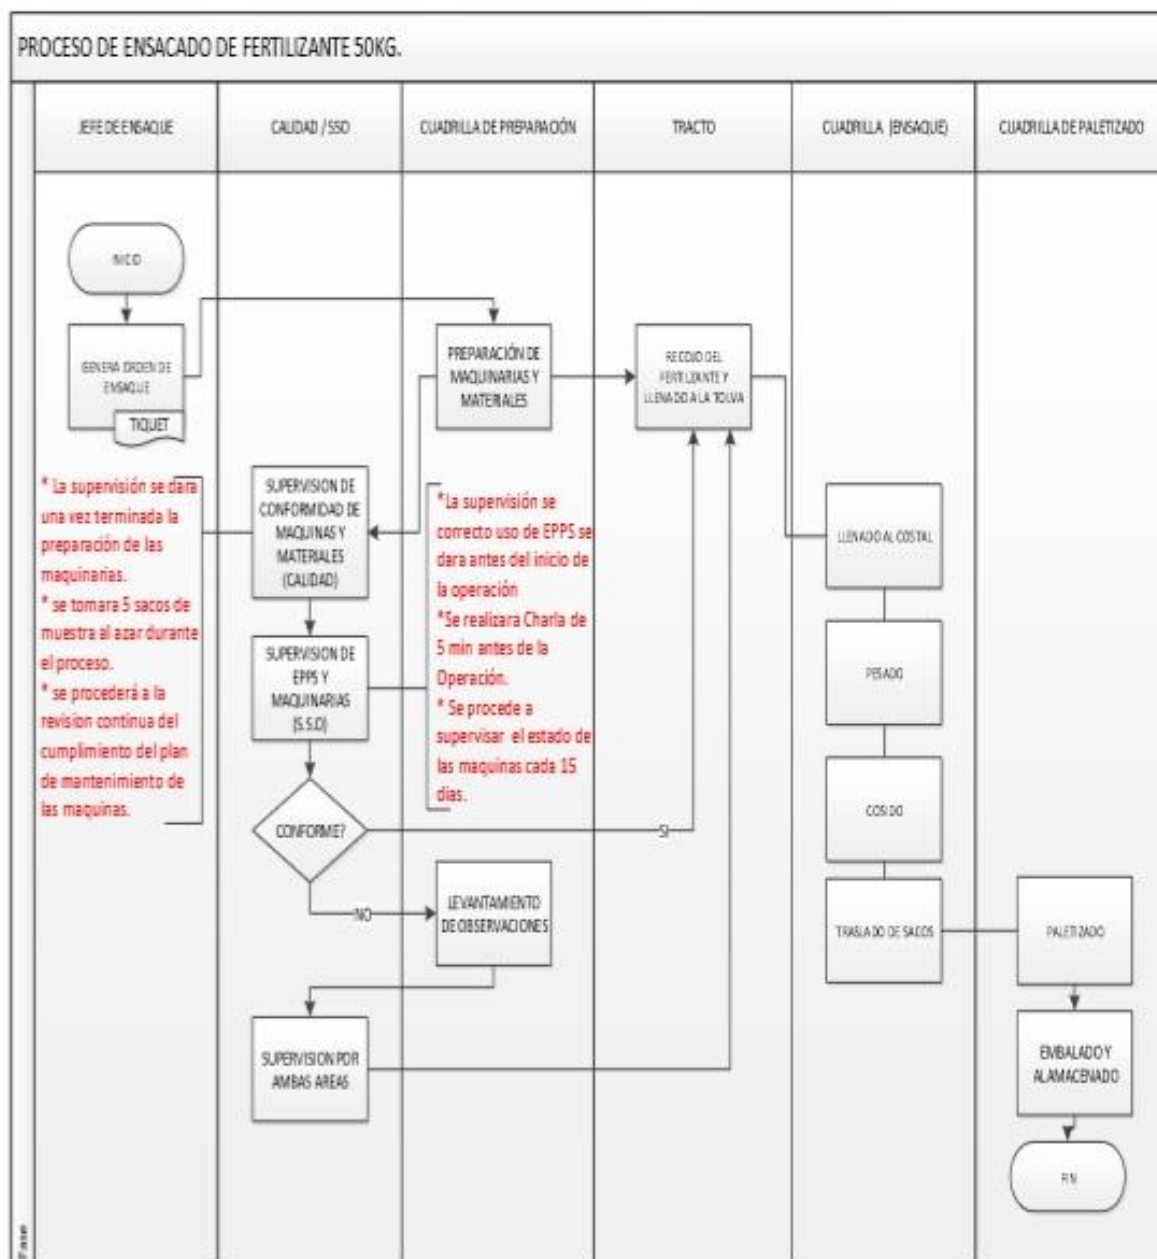 PROCESO DE ENSACADO DE FERTILIZANTE 50KG.
JEFE DE ENSAQUE
CALIDAD / SSO
CUADRILLA DE PREPARACIÓN
TRACTO
CUADRILLA (ENSAQUE)
CUADRILLA DE PALETIZADO
INICIO
GENERA ORDEN DE
ENSAQUE
TIQUET
PREPARACIÓN DE
MAQUINARIAS Y
MATERIALES
RECOJO DEL
FERTILIZANTE Y
LLENADO A LA TOLVA
* La supervisión se dara
una vez terminada la
preparación de las
maquinarias.
* se tomara 5 sacos de
muestra al azar durante
el proceso.
* se procederá a la
revision continua del
cumplimiento del plan
de mantenimiento de
las maquinas.
SUPERVISION DE
CONFORMIDAD DE
MAQUINAS Y
MATERIALES
(CALIDAD)
SUPERVISION DE
EPPS Y
MAQUINARIAS
(S.S.O)
*La supervisión se
correcto uso de EPPS se
dara antes del inicio de
la operación
*Se realizara Charla de
5 min antes de la
Operación.
* Se procede a
supervisar el estado de
las maquinas cada 15
dias.
LLENADO AL COSTAL
PESADO
COSIDO
CONFORME?
SI
NO
LEVANTAMIENTO
DE OBSERVACIONES
TRASLADO DE SACOS
PALETIZADO
SUPERVISION POR
AMBAS AREAS
EMBALADO Y
ALAMACENADO
FIN
Fase